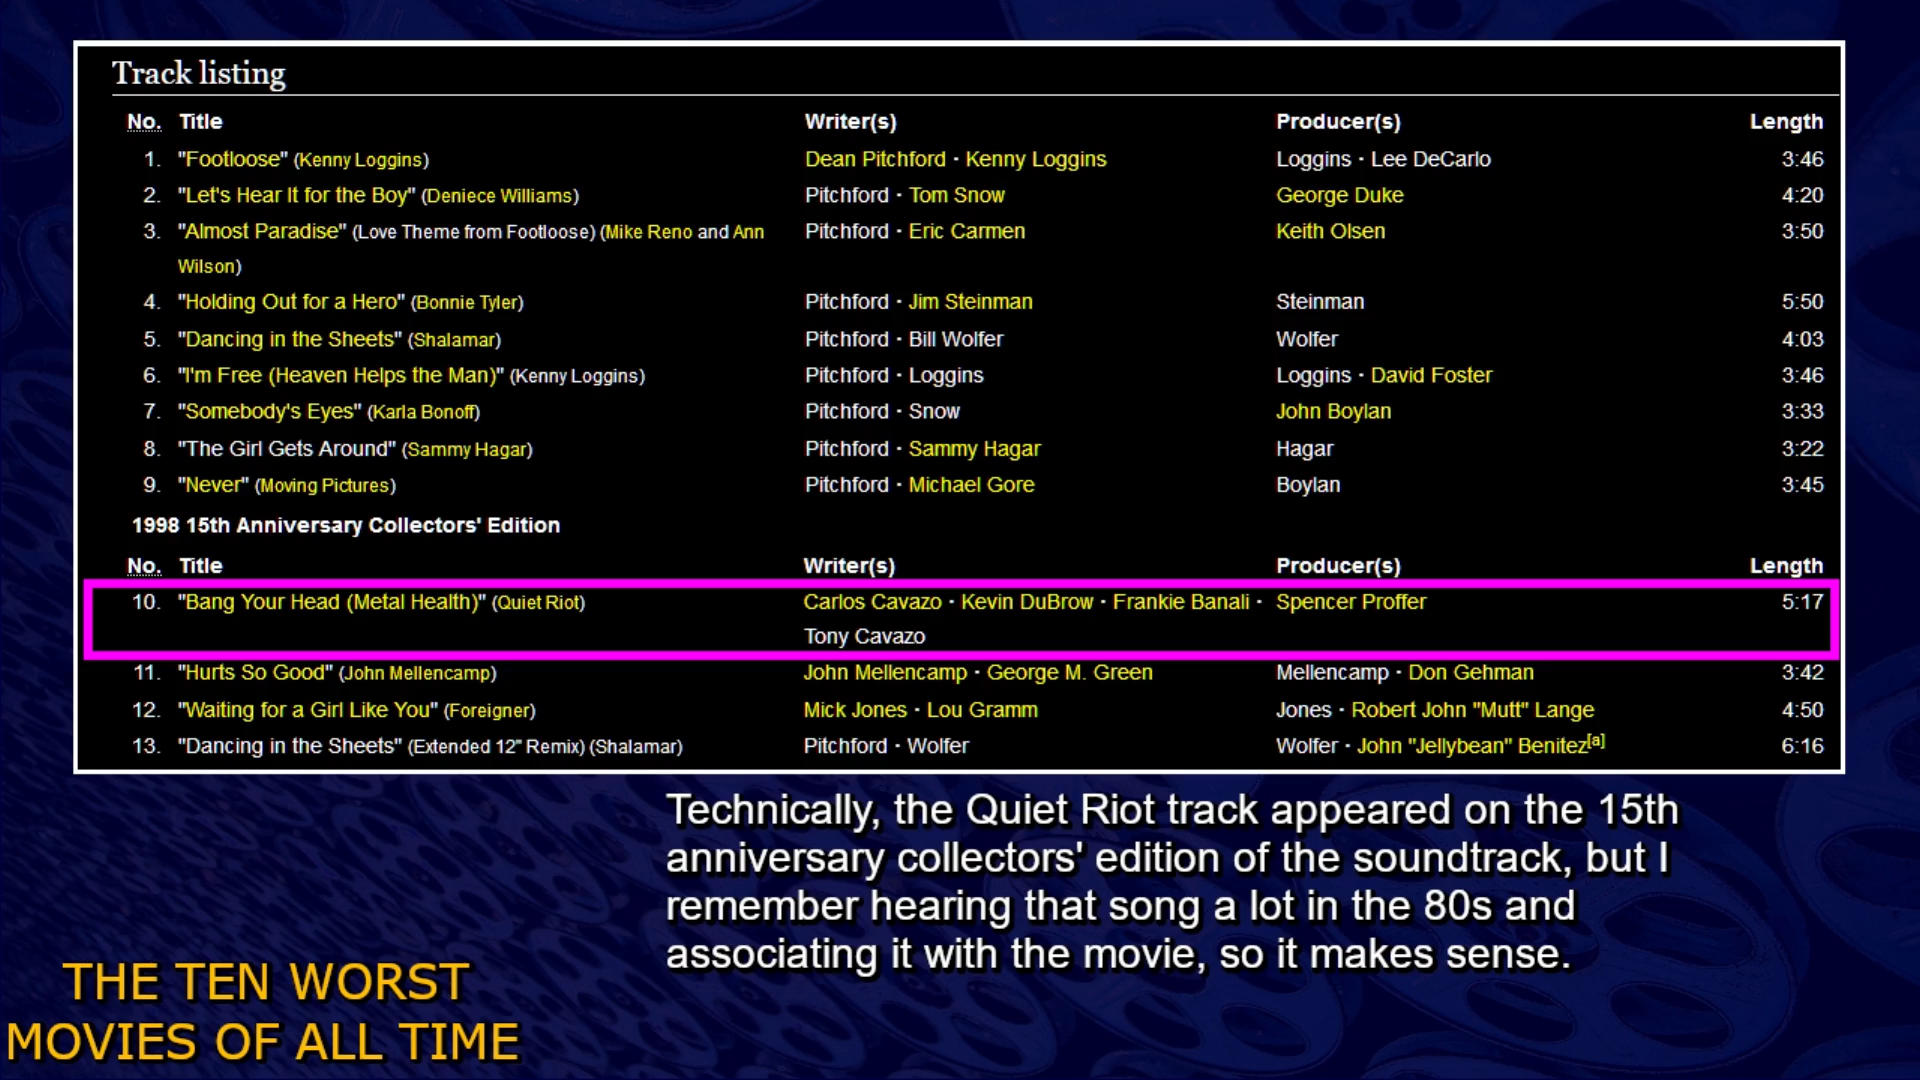 Track listing
No. Title Writer(s) Producer(s) Length
1. "Footloose" (Kenny Loggins) Dean Pitchford · Kenny Loggins Loggins · Lee DeCarlo 3:46
2. "Let's Hear It for the Boy" (Deniece Williams) Pitchford · Tom Snow George Duke 4:20
3. "Almost Paradise" (Love Theme from Footloose) (Mike Reno and Ann Pitchford · Eric Carmen Keith Olsen 3:50
Wilson)
4. "Holding Out for a Hero" (Bonnie Tyler) Pitchford · Jim Steinman Steinman 5:50
5. "Dancing in the Sheets" (Shalamar) Pitchford · Bill Wolfer Wolfer 4:03
6. "I'm Free (Heaven Helps the Man)" (Kenny Loggins) Pitchford · Loggins Loggins · David Foster 3:46
7. "Somebody's Eyes" (Karla Bonoff) Pitchford · Snow John Boylan 3:33
8. "The Girl Gets Around" (Sammy Hagar) Pitchford · Sammy Hagar Hagar 3:22
9. "Never" (Moving Pictures) Pitchford · Michael Gore Boylan 3:45
1998 15th Anniversary Collectors' Edition
No. Title Writer(s) Producer(s) Length
10. "Bang Your Head (Metal Health)" (Quiet Riot) Carlos Cavazo · Kevin DuBrow · Frankie Banali · Spencer Proffer 5:17
Tony Cavazo
11. "Hurts So Good" (John Mellencamp) John Mellencamp · George M. Green Mellencamp · Don Gehman 3:42
12. "Waiting for a Girl Like You" (Foreigner) Mick Jones · Lou Gramm Jones · Robert John "Mutt" Lange 4:50
13. "Dancing in the Sheets" (Extended 12" Remix) (Shalamar) Pitchford · Wolfer Wolfer · John "Jellybean" Benitez[a] 6:16
Technically, the Quiet Riot track appeared on the 15th
anniversary collectors' edition of the soundtrack, but I
remember hearing that song a lot in the 80s and
associating it with the movie, so it makes sense.
THE TEN WORST
MOVIES OF ALL TIME